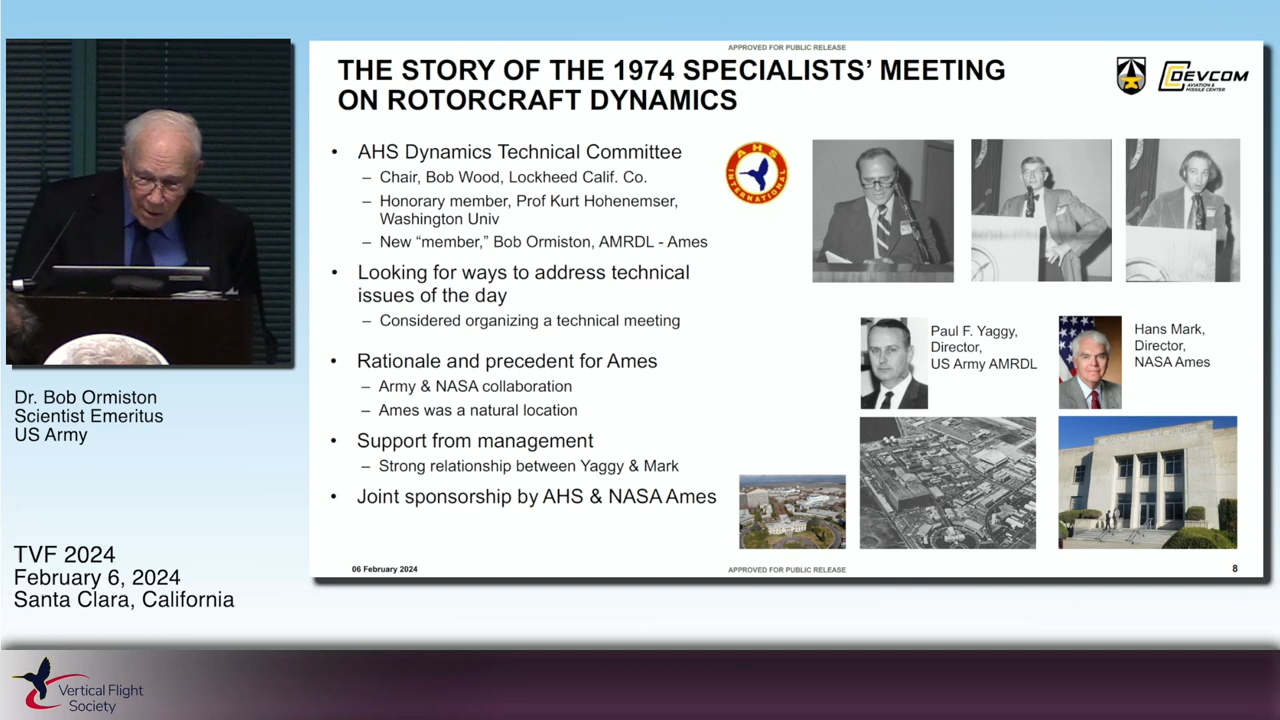 APPROVED FOR PUBLIC RELEASE
THE STORY OF THE 1974 SPECIALISTS' MEETING
ON ROTORCRAFT DYNAMICS
DEVCOM
AVIATION &
MISSILE CENTER
• AHS Dynamics Technical Committee
– Chair, Bob Wood, Lockheed Calif. Co.
– Honorary member, Prof Kurt Hohenemser,
Washington Univ
– New “member,” Bob Ormiston, AMRDL - Ames
• Looking for ways to address technical
issues of the day
– Considered organizing a technical meeting
• Rationale and precedent for Ames
– Army & NASA collaboration
– Ames was a natural location
• Support from management
– Strong relationship between Yaggy & Mark
• Joint sponsorship by AHS & NASA Ames
AHS
INTERNATIONAL
Paul F. Yaggy,
Director,
US Army AMRDL
Hans Mark,
Director,
NASA Ames
06 February 2024
APPROVED FOR PUBLIC RELEASE
8
Dr. Bob Ormiston
Scientist Emeritus
US Army
TVF 2024
February 6, 2024
Santa Clara, California
Vertical Flight
Society